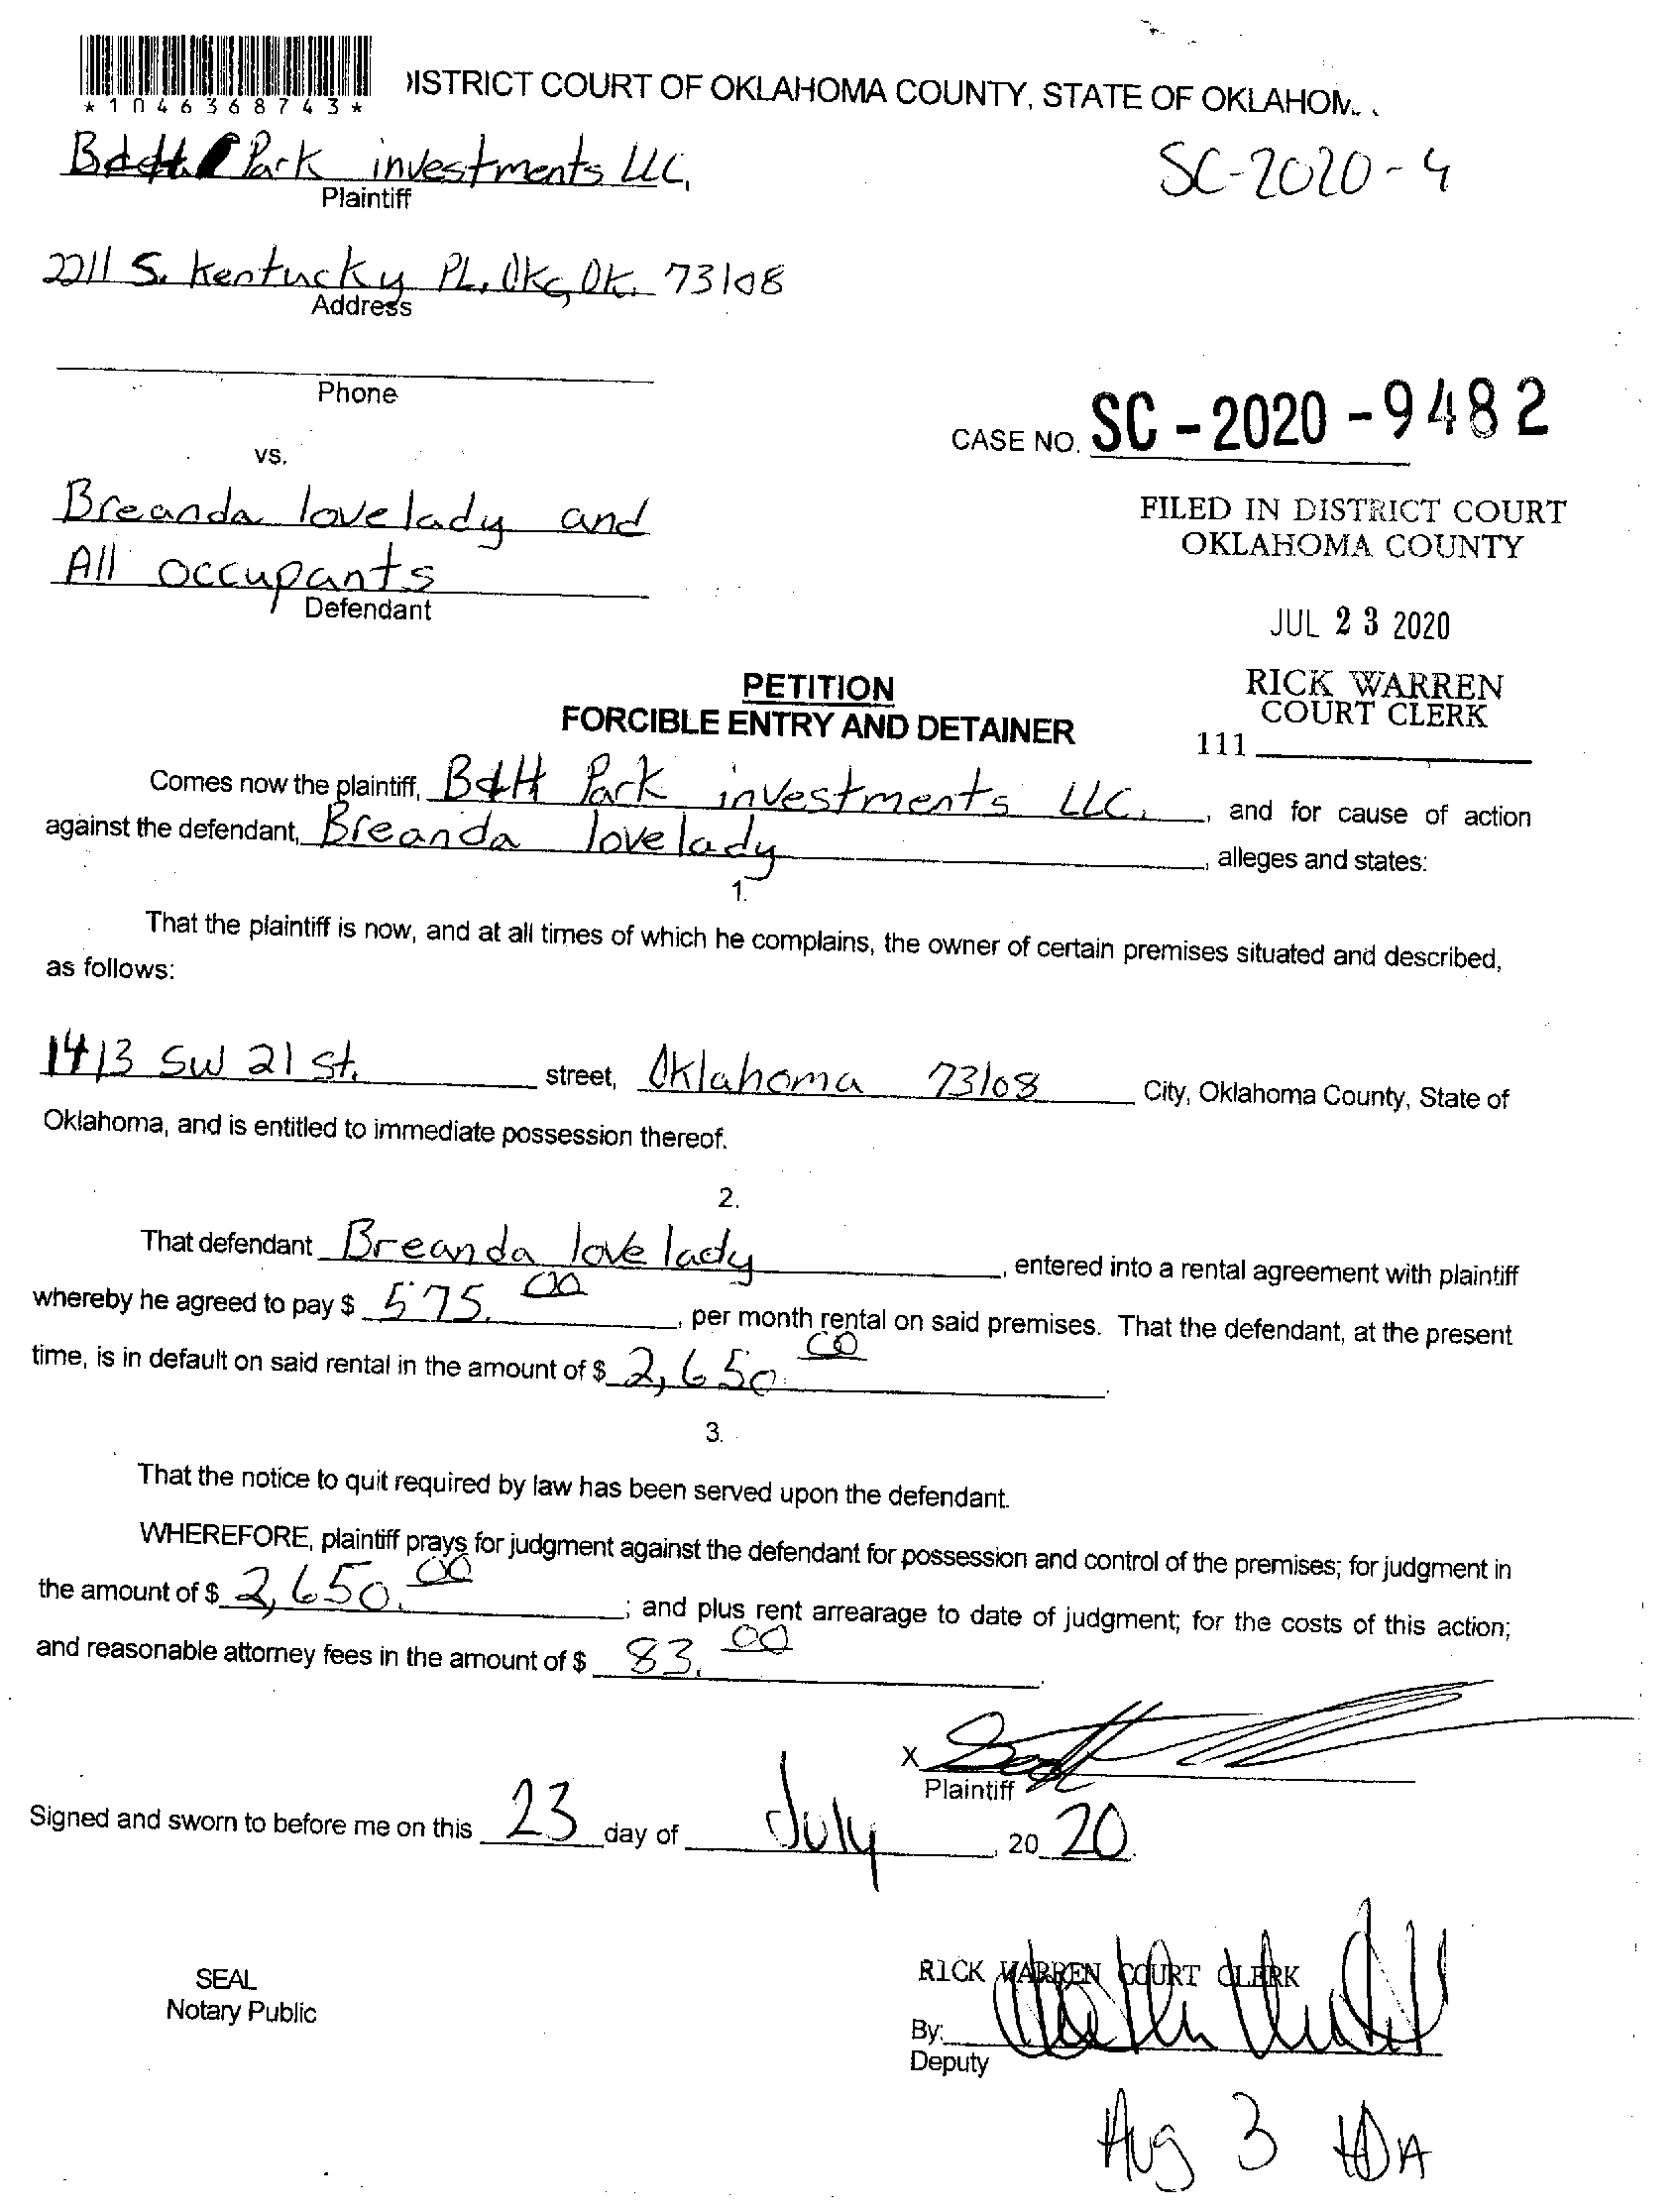 *1046368743*
ISTRICT COURT OF OKLAHOMA COUNTY, STATE OF OKLAHOM
Park investments LLC.
Plaintiff
SC-2020-4
2211 S. Kentucky PL. OKC, OK. 73108
Address
Phone
CASE NO. SC-2020-9482
vs.
Breanda lovelady and
All occupants
Defendant
FILED IN DISTRICT COURT
OKLAHOMA COUNTY
JUL 23 2020
RICK WARREN
COURT CLERK
111
PETITION
FORCIBLE ENTRY AND DETAINER
Comes now the plaintiff, B&H Park investments LLC., and for cause of action
against the defendant, Breanda lovelady, alleges and states:
1.
That the plaintiff is now, and at all times of which he complains, the owner of certain premises situated and described,
as follows:
1413 SW 21 St. street, Oklahoma 73108 City, Oklahoma County, State of
Oklahoma, and is entitled to immediate possession thereof.
2.
That defendant Breanda lovelady, entered into a rental agreement with plaintiff
whereby he agreed to pay $ 575.00, per month rental on said premises. That the defendant, at the present
time, is in default on said rental in the amount of $ 2,650.00.
3.
That the notice to quit required by law has been served upon the defendant.
WHEREFORE, plaintiff prays for judgment against the defendant for possession and control of the premises; for judgment in
the amount of $ 2,650.00; and plus rent arrearage to date of judgment; for the costs of this action;
and reasonable attorney fees in the amount of $ 83.00.
X
Plaintiff
Signed and sworn to before me on this 23 day of July, 20 20.
SEAL
Notary Public
RICK WARREN COURT CLERK
By:
Deputy
Aug 3